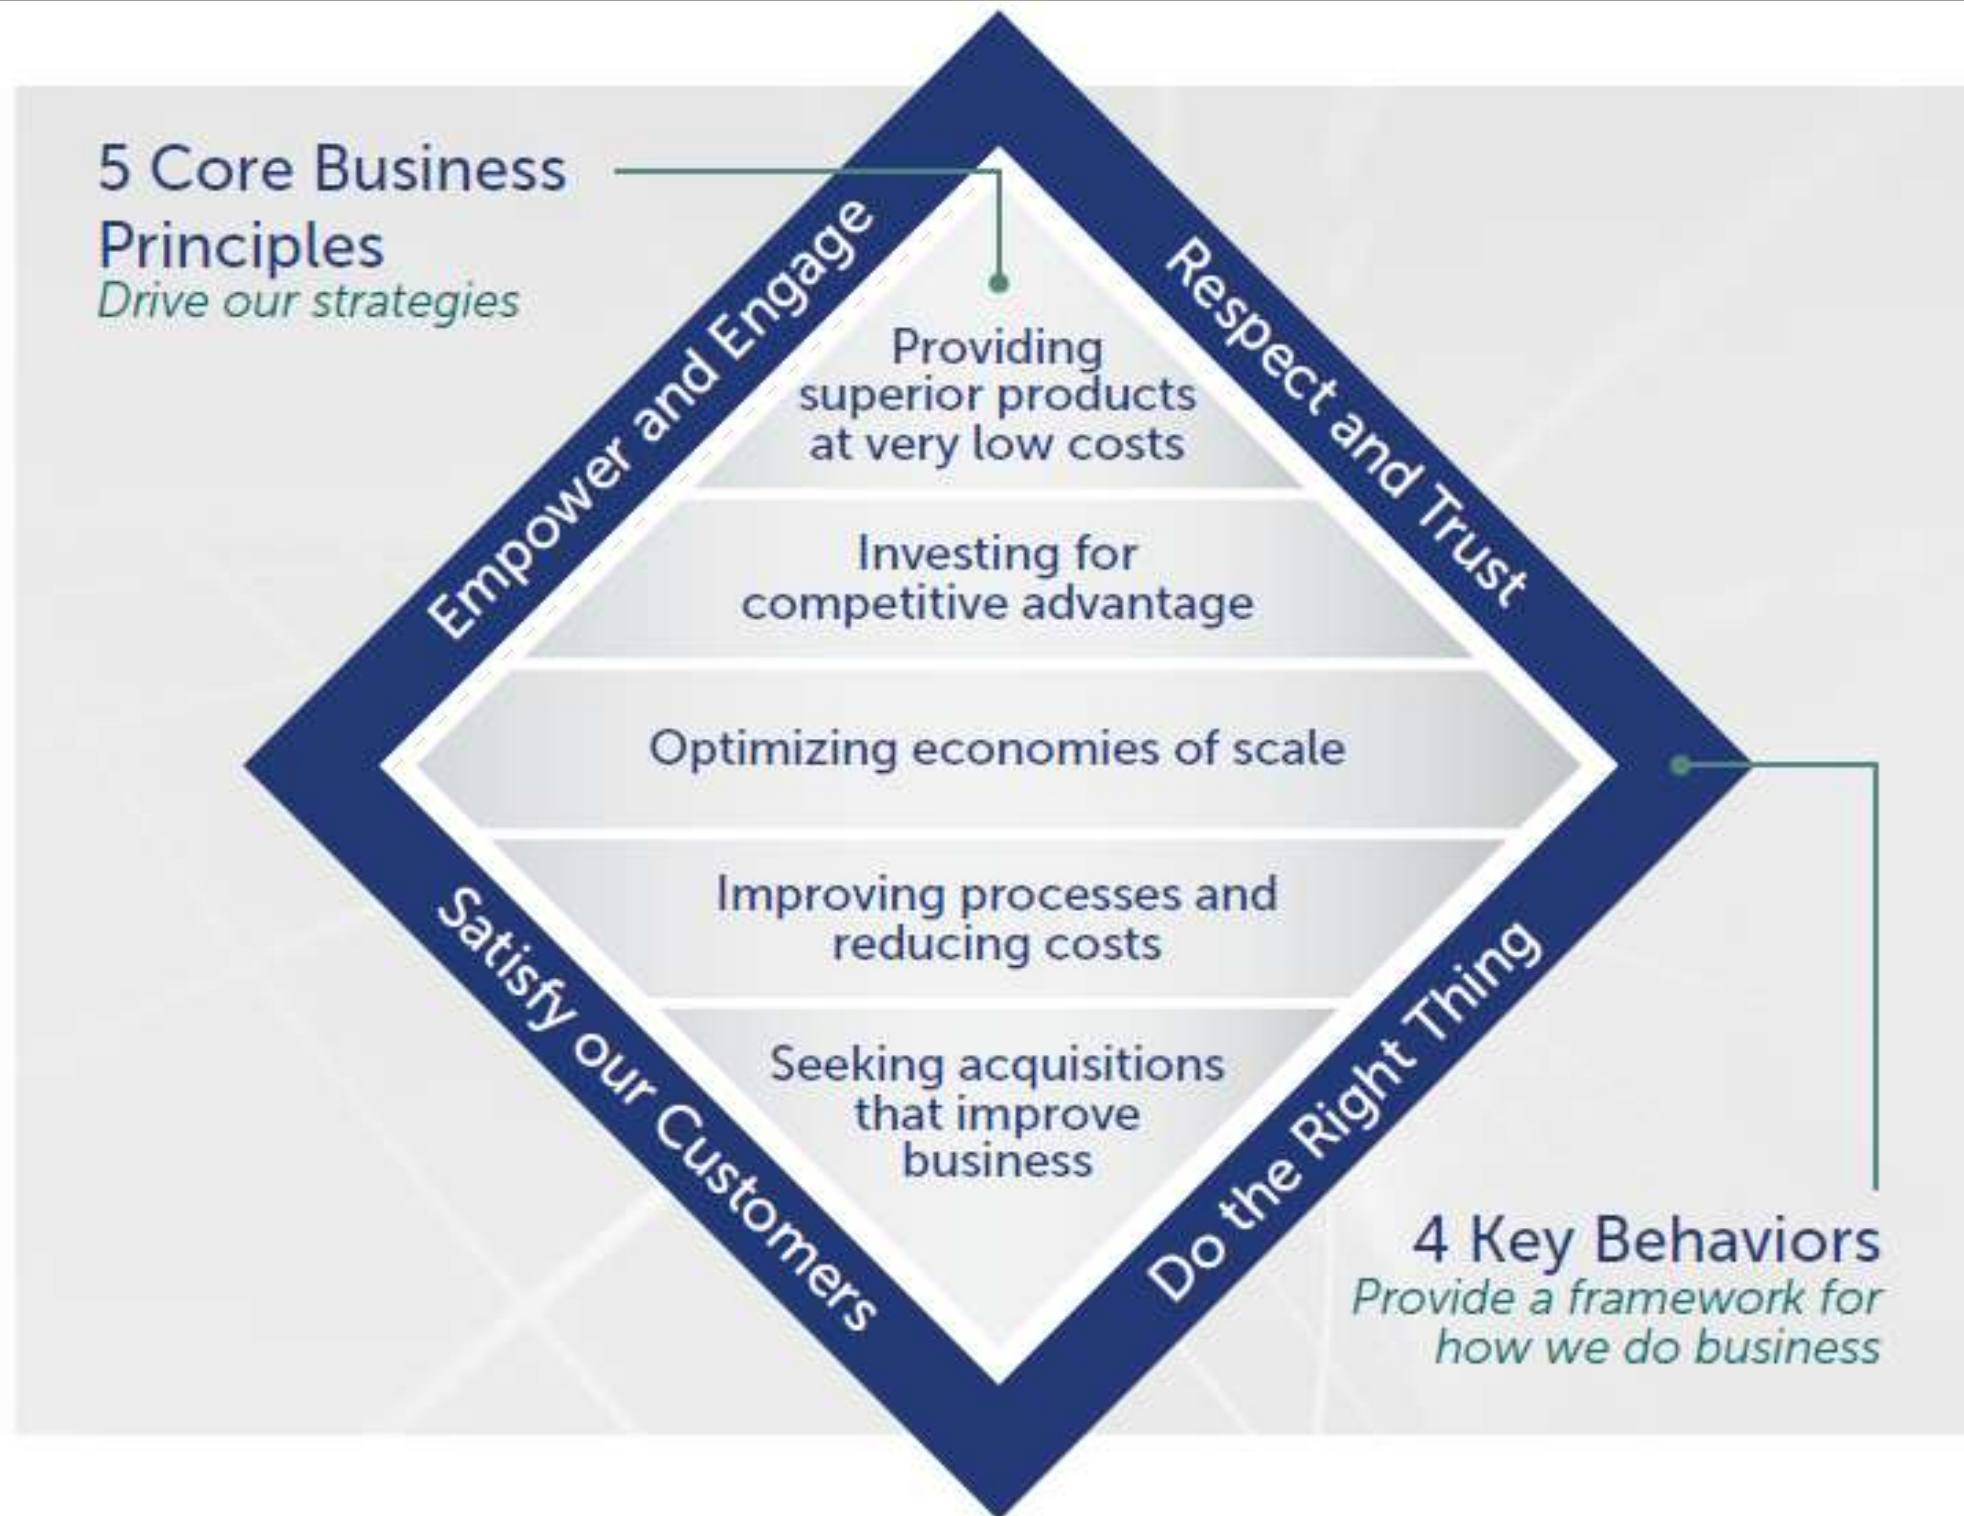 5 Core Business
Principles
Drive our strategies
Empower and Engage
Respect and Trust
Providing
superior products
at very low costs
Investing for
competitive advantage
Optimizing economies of scale
Improving processes and
reducing costs
Seeking acquisitions
that improve
business
Satisfy our Customers
Do the Right Thing
4 Key Behaviors
Provide a framework for
how we do business